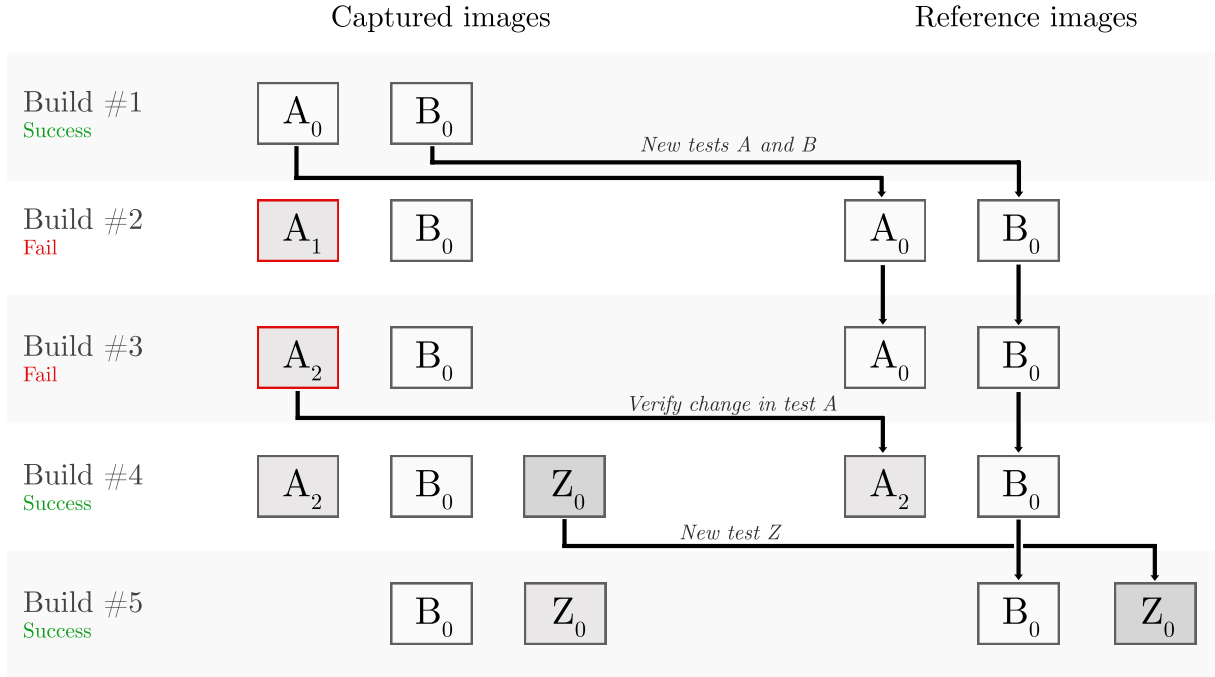 Captured images Reference images
Build #1
Success
A₀ B₀
New tests A and B
Build #2
Fail
A₁ B₀ A₀ B₀
Build #3
Fail
A₂ B₀ A₀ B₀
Verify change in test A
Build #4
Success
A₂ B₀ Z₀ A₂ B₀
New test Z
Build #5
Success
B₀ Z₀ B₀ Z₀